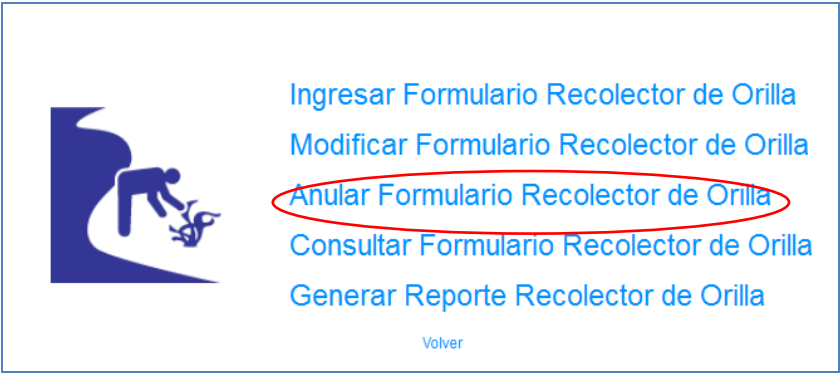 Ingresar Formulario Recolector de Orilla
Modificar Formulario Recolector de Orilla
Anular Formulario Recolector de Orilla
Consultar Formulario Recolector de Orilla
Generar Reporte Recolector de Orilla
Volver